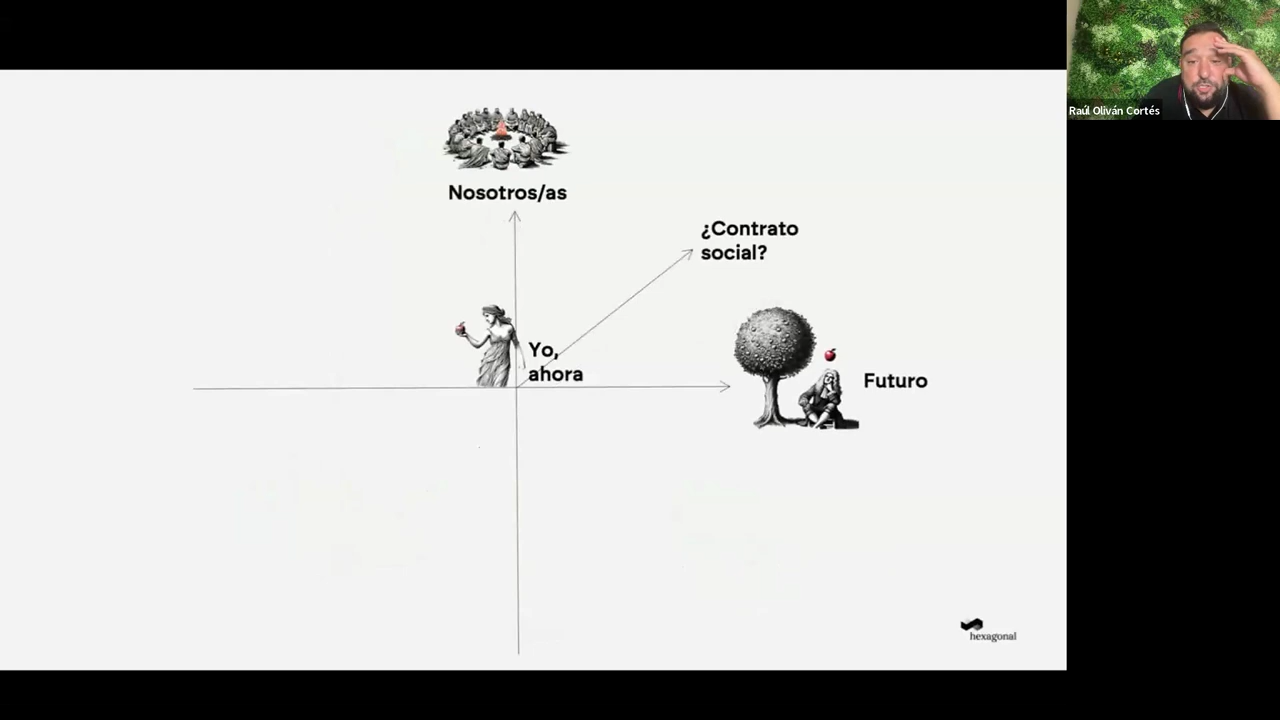 Raúl Oliván Cortés
Nosotros/as
¿Contrato
social?
Yo,
ahora
Futuro
hexagonal